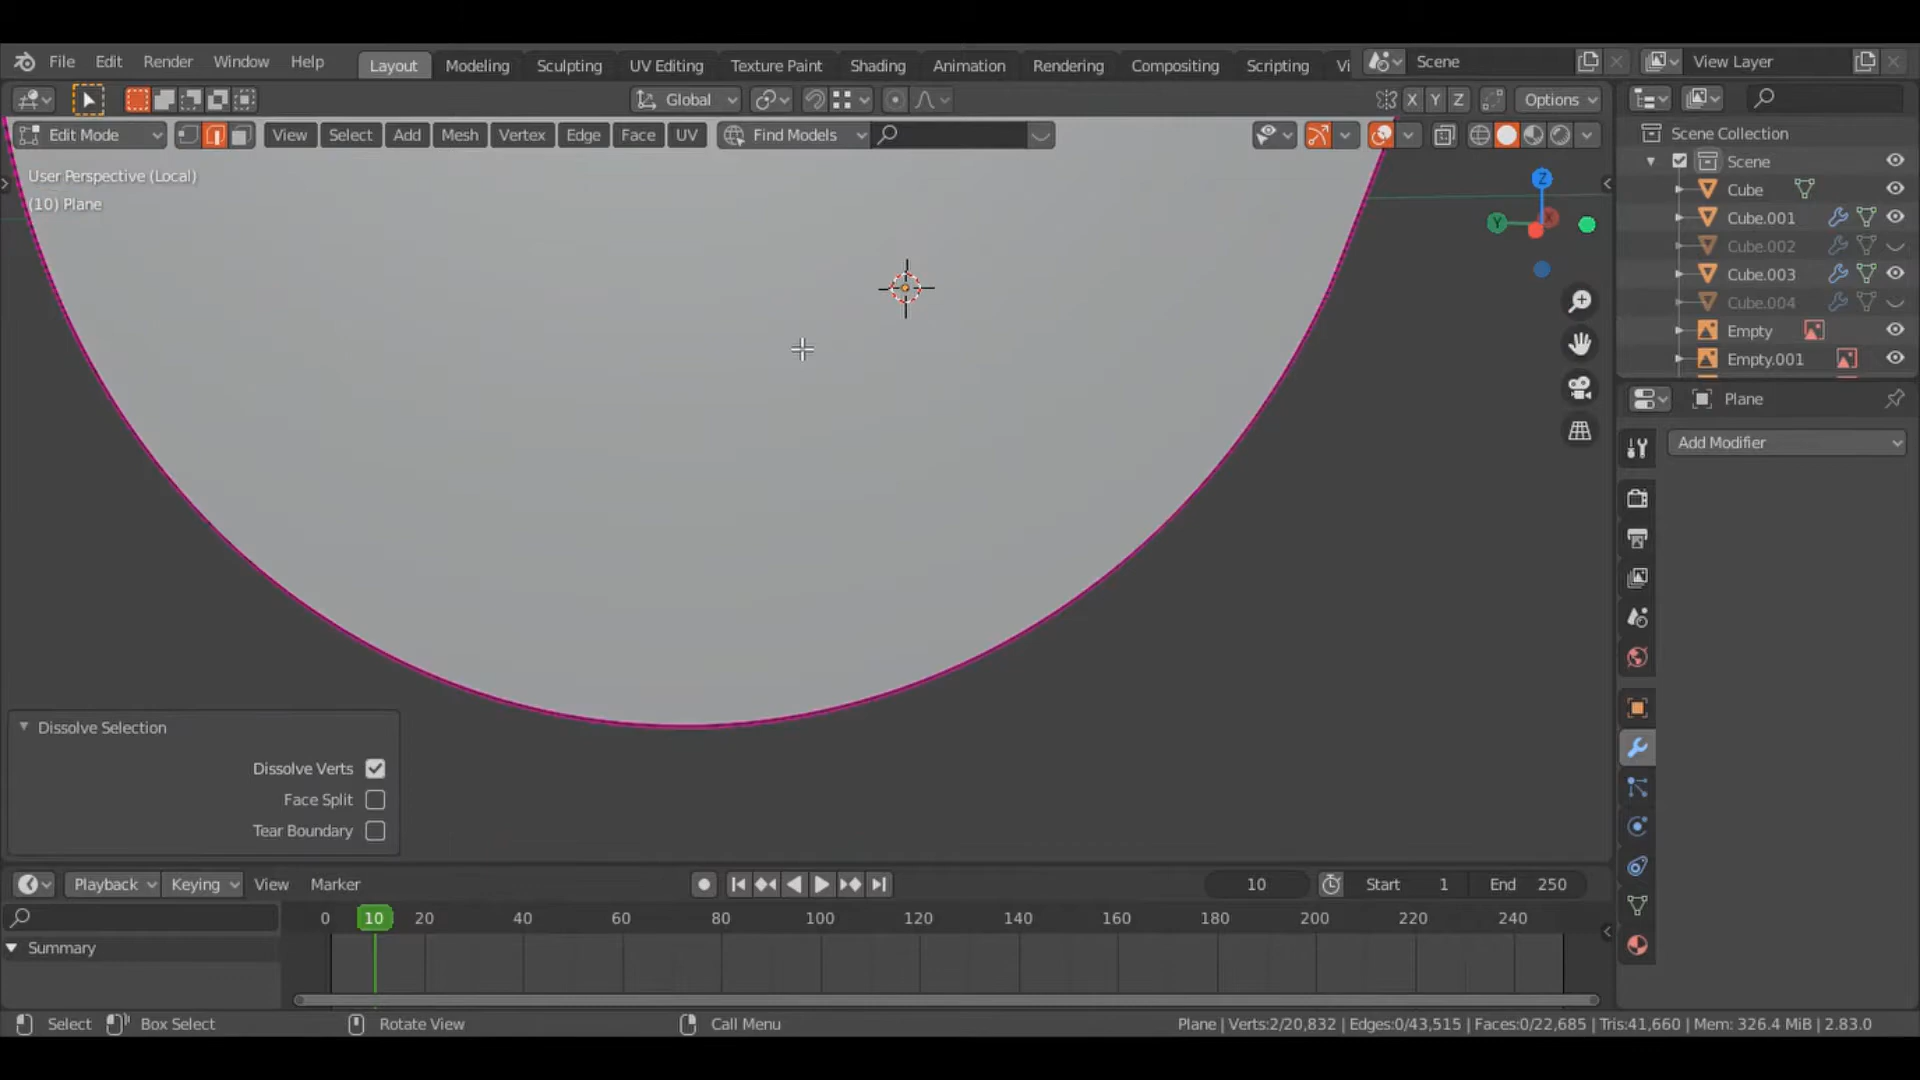 File Edit Render Window Help Layout Modeling Sculpting UV Editing Texture Paint Shading Animation Rendering Compositing Scripting Vi Scene View Layer
Global X Y Z Options
Edit Mode View Select Add Mesh Vertex Edge Face UV Find Models
Scene Collection
User Perspective (Local)
(10) Plane
Z
Y
X
Scene
Cube
Cube.001
Cube.002
Cube.003
Cube.004
Empty
Empty.001
Plane
Add Modifier
Dissolve Selection
Dissolve Verts
Face Split
Tear Boundary
Playback Keying View Marker 10 Start 1 End 250
0 10 20 40 60 80 100 120 140 160 180 200 220 240
Summary
Select Box Select Rotate View Call Menu Plane | Verts:2/20,832 | Edges:0/43,515 | Faces:0/22,685 | Tris:41,660 | Mem: 326.4 MiB | 2.83.0